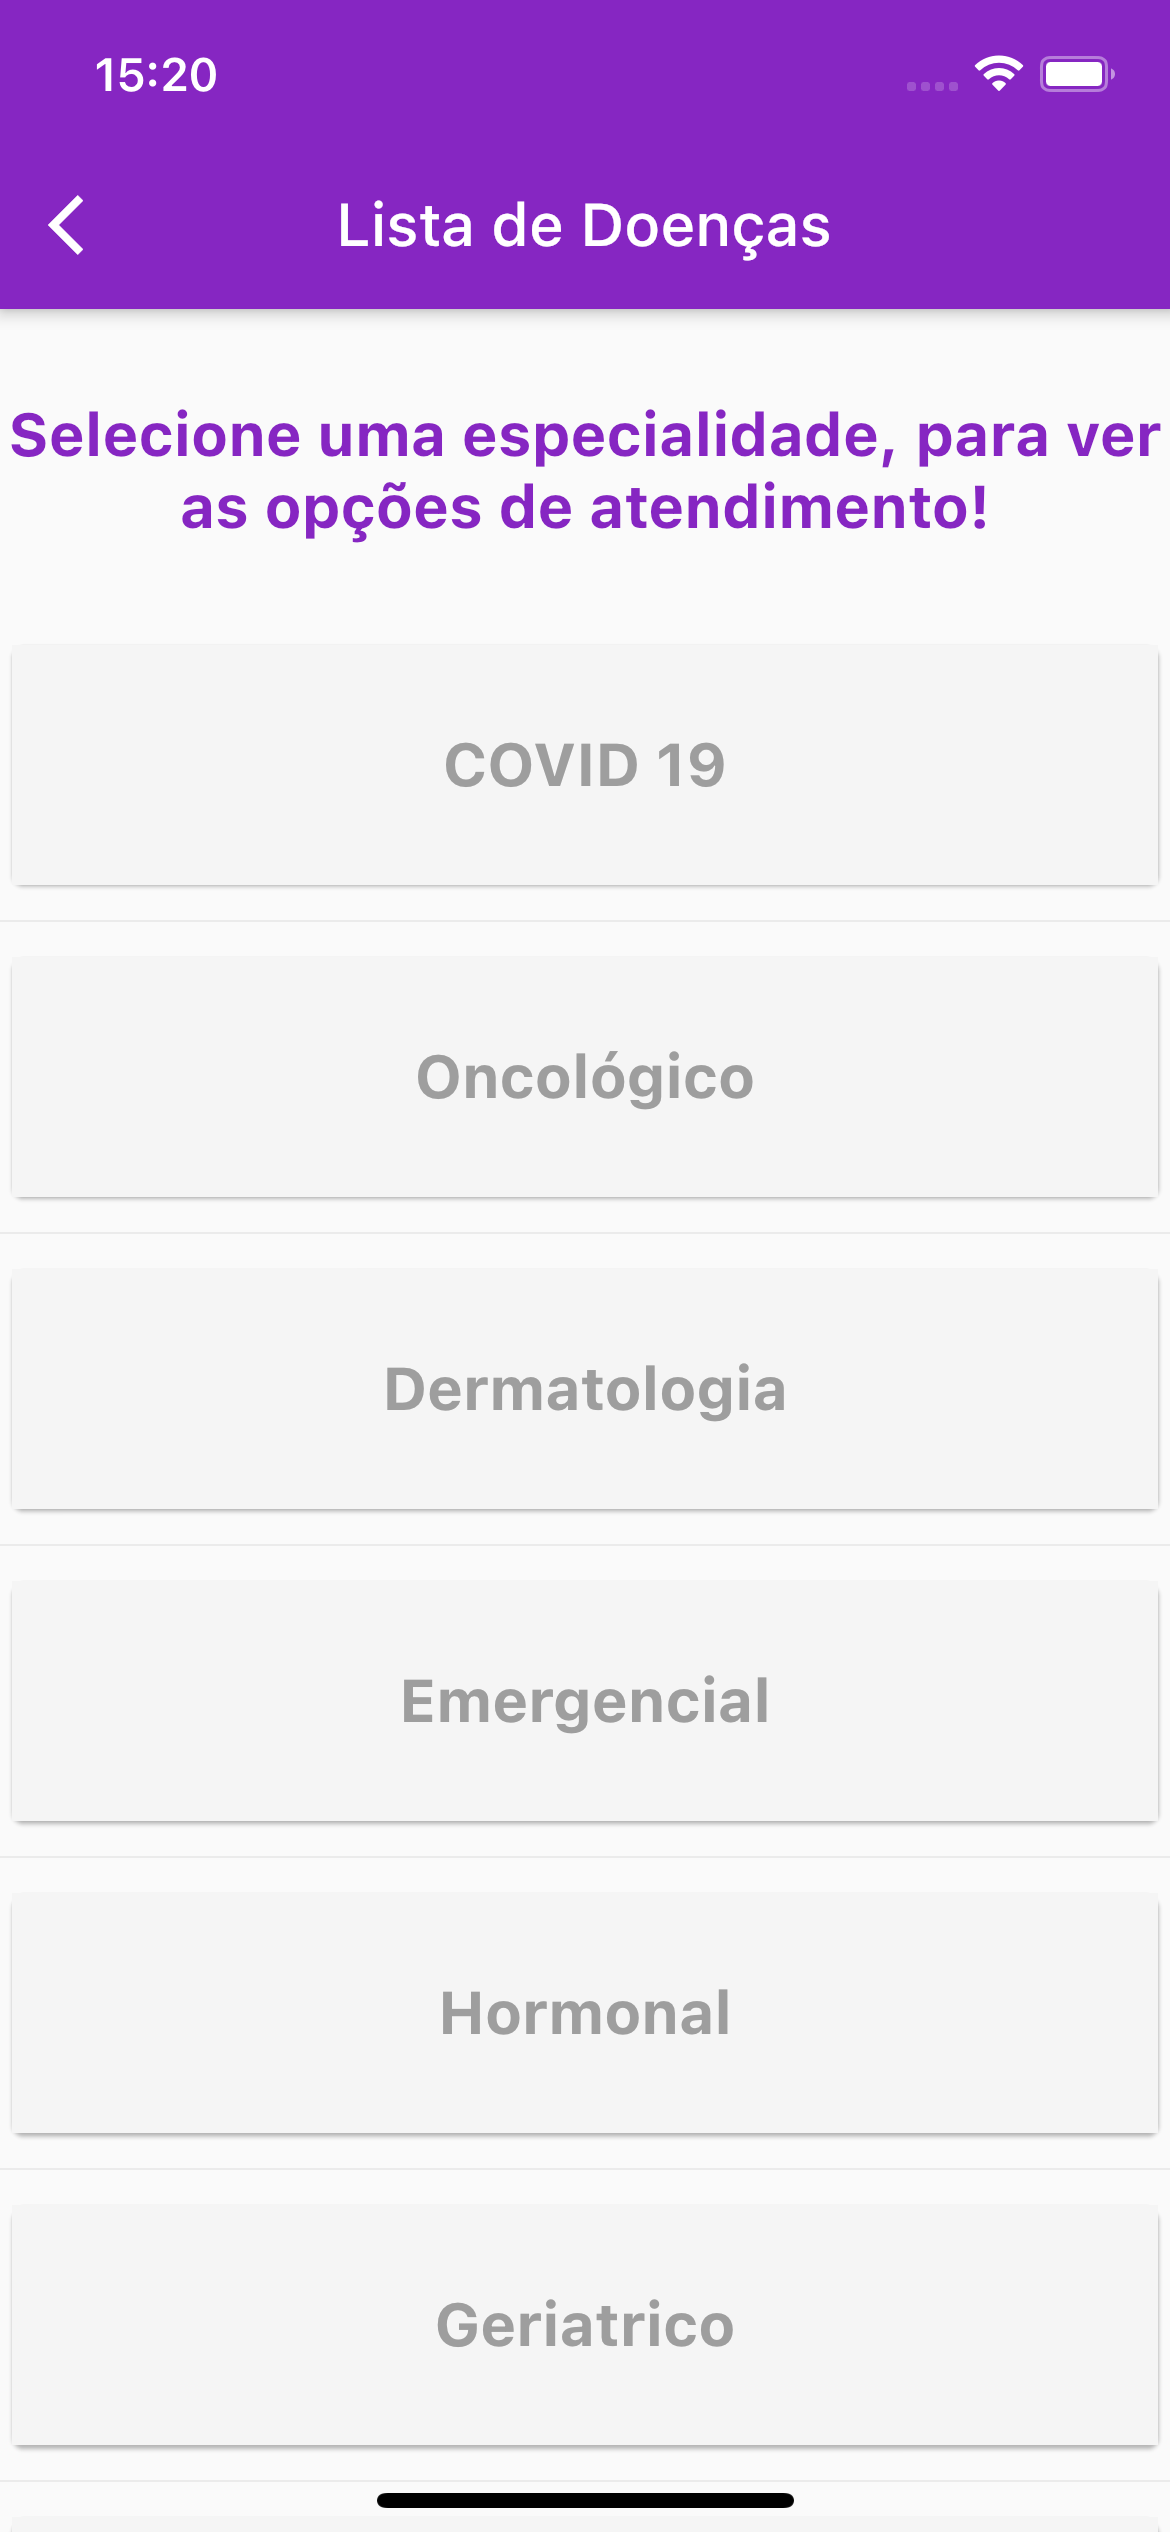 15:20
Lista de Doenças
Selecione uma especialidade, para ver
as opções de atendimento!
COVID 19
Oncológico
Dermatologia
Emergencial
Hormonal
Geriatrico